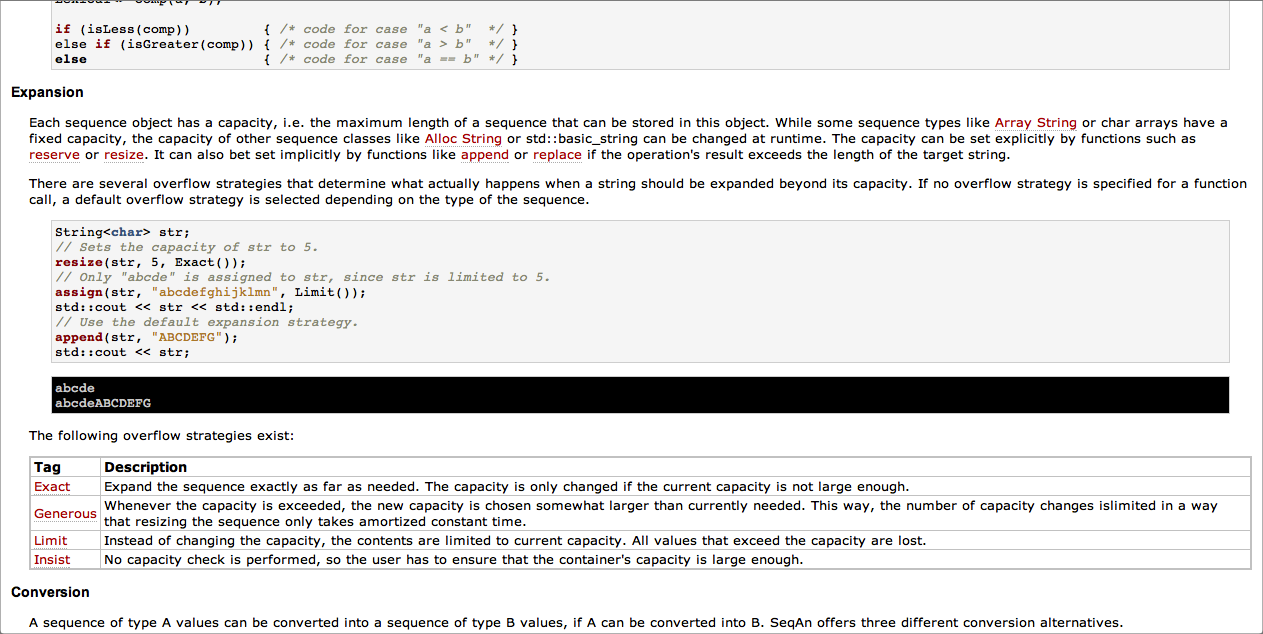 if (isLess(comp)) { /* code for case "a < b" */ }
else if (isGreater(comp)) { /* code for case "a > b" */ }
else { /* code for case "a == b" */ }
Expansion
Each sequence object has a capacity, i.e. the maximum length of a sequence that can be stored in this object. While some sequence types like Array String or char arrays have a
fixed capacity, the capacity of other sequence classes like Alloc String or std::basic_string can be changed at runtime. The capacity can be set explicitly by functions such as
reserve or resize. It can also bet set implicitly by functions like append or replace if the operation's result exceeds the length of the target string.
There are several overflow strategies that determine what actually happens when a string should be expanded beyond its capacity. If no overflow strategy is specified for a function
call, a default overflow strategy is selected depending on the type of the sequence.
String<char> str;
// Sets the capacity of str to 5.
resize(str, 5, Exact());
// Only "abcde" is assigned to str, since str is limited to 5.
assign(str, "abcdefghijklmn", Limit());
std::cout << str << std::endl;
// Use the default expansion strategy.
append(str, "ABCDEFG");
std::cout << str;
abcde
abcdeABCDEFG
The following overflow strategies exist:
Tag Description
Exact Expand the sequence exactly as far as needed. The capacity is only changed if the current capacity is not large enough.
Generous Whenever the capacity is exceeded, the new capacity is chosen somewhat larger than currently needed. This way, the number of capacity changes islimited in a way
that resizing the sequence only takes amortized constant time.
Limit Instead of changing the capacity, the contents are limited to current capacity. All values that exceed the capacity are lost.
Insist No capacity check is performed, so the user has to ensure that the container's capacity is large enough.
Conversion
A sequence of type A values can be converted into a sequence of type B values, if A can be converted into B. SeqAn offers three different conversion alternatives.